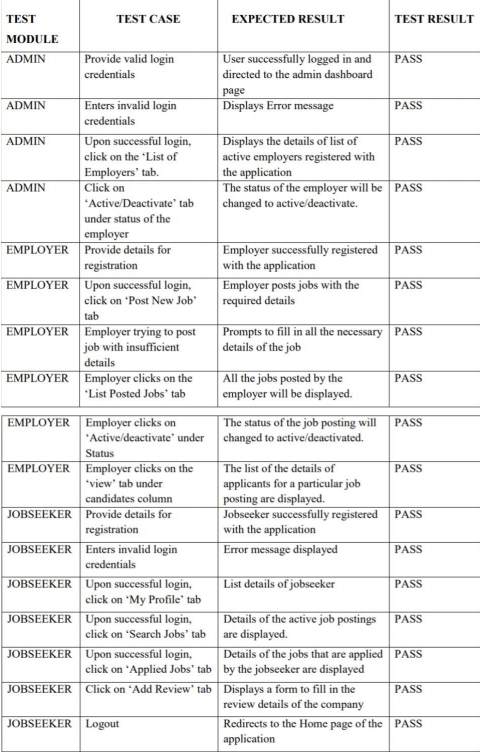 TEST MODULE TEST CASE EXPECTED RESULT TEST RESULT
ADMIN Provide valid login User successfully logged in and PASS
credentials directed to the admin dashboard
page
ADMIN Enters invalid login Displays Error message PASS
credentials
ADMIN Upon successful login, Displays the details of list of PASS
click on the ‘List of active employers registered with
Employers’ tab. the application
ADMIN Click on The status of the employer will be PASS
‘Active/Deactivate’ tab changed to active/deactivate.
under status of the
employer
EMPLOYER Provide details for Employer successfully registered PASS
registration with the application
EMPLOYER Upon successful login, Employer posts jobs with the PASS
click on ‘Post New Job’ required details
tab
EMPLOYER Employer trying to post Prompts to fill in all the necessary PASS
job with insufficient details of the job
details
EMPLOYER Employer clicks on the All the jobs posted by the PASS
‘List Posted Jobs’ tab employer will be displayed.
EMPLOYER Employer clicks on The status of the job posting will PASS
‘Active/deactivate’ under changed to active/deactivated.
Status
EMPLOYER Employer clicks on the The list of the details of PASS
‘view’ tab under applicants for a particular job
candidates column posting are displayed.
JOBSEEKER Provide details for Jobseeker successfully registered PASS
registration with the application
JOBSEEKER Enters invalid login Error message displayed PASS
credentials
JOBSEEKER Upon successful login, List details of jobseeker PASS
click on ‘My Profile’ tab
JOBSEEKER Upon successful login, Details of the active job postings PASS
click on ‘Search Jobs’ tab are displayed.
JOBSEEKER Upon successful login, Details of the jobs that are applied PASS
click on ‘Applied Jobs’ tab by the jobseeker are displayed
JOBSEEKER Click on ‘Add Review’ tab Displays a form to fill in the PASS
review details of the company
JOBSEEKER Logout Redirects to the Home page of the PASS
application